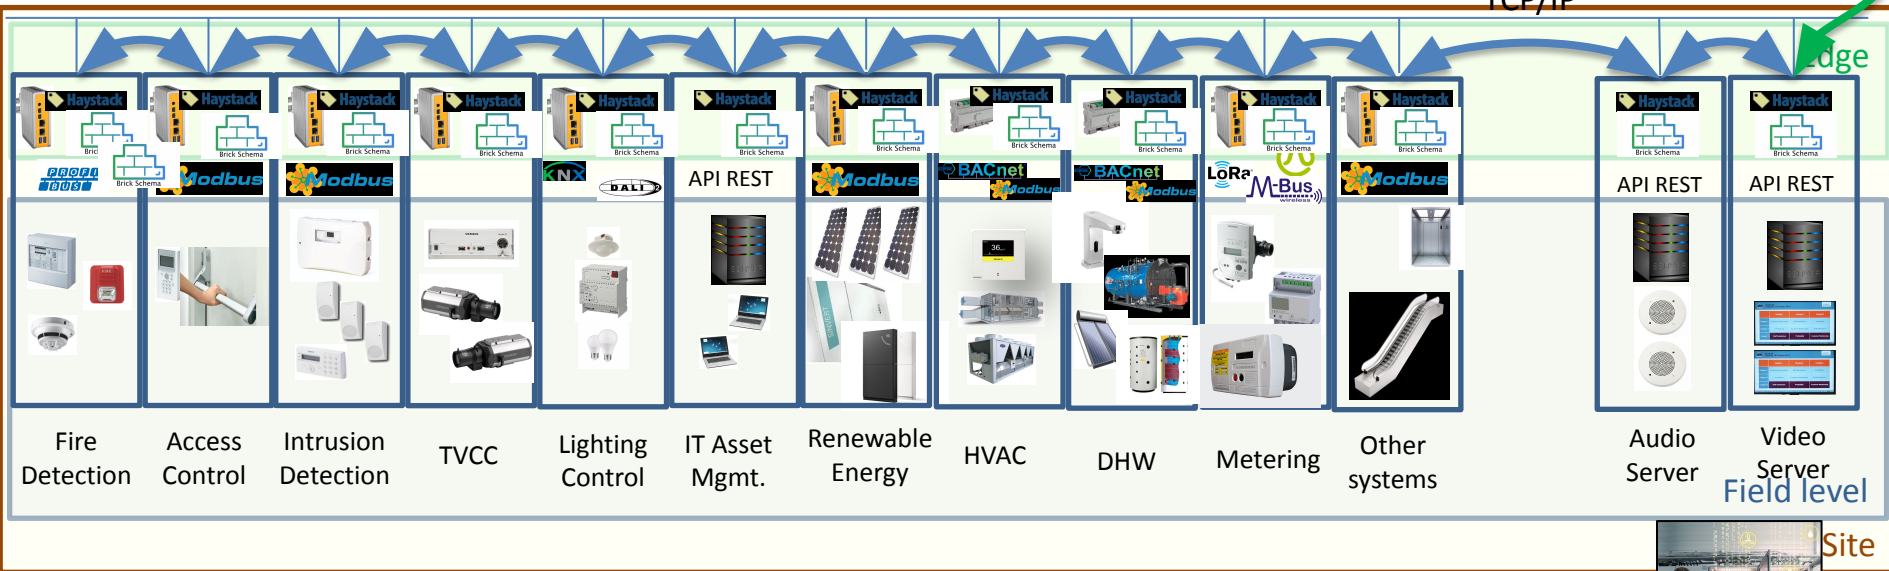 TCP/IP
Edge
Haystack
Haystack
Haystack
Haystack
Haystack
Haystack
Haystack
Haystack
Haystack
Haystack
Haystack
Haystack
Haystack
Brick Schema
Brick Schema
Brick Schema
Brick Schema
Brick Schema
Brick Schema
Brick Schema
Brick Schema
Brick Schema
Brick Schema
Brick Schema
Brick Schema
Brick Schema
Brick Schema
PROFI
BUS
Modbus
Modbus
KNX
DALI 2
API REST
Modbus
BACnet
Modbus
BACnet
Modbus
LoRa
M-Bus
wireless
Modbus
API REST
API REST
Fire
Detection
Access
Control
Intrusion
Detection
TVCC
Lighting
Control
IT Asset
Mgmt.
Renewable
Energy
HVAC
DHW
Metering
Other
systems
Audio
Server
Video
Server
Field level
Site